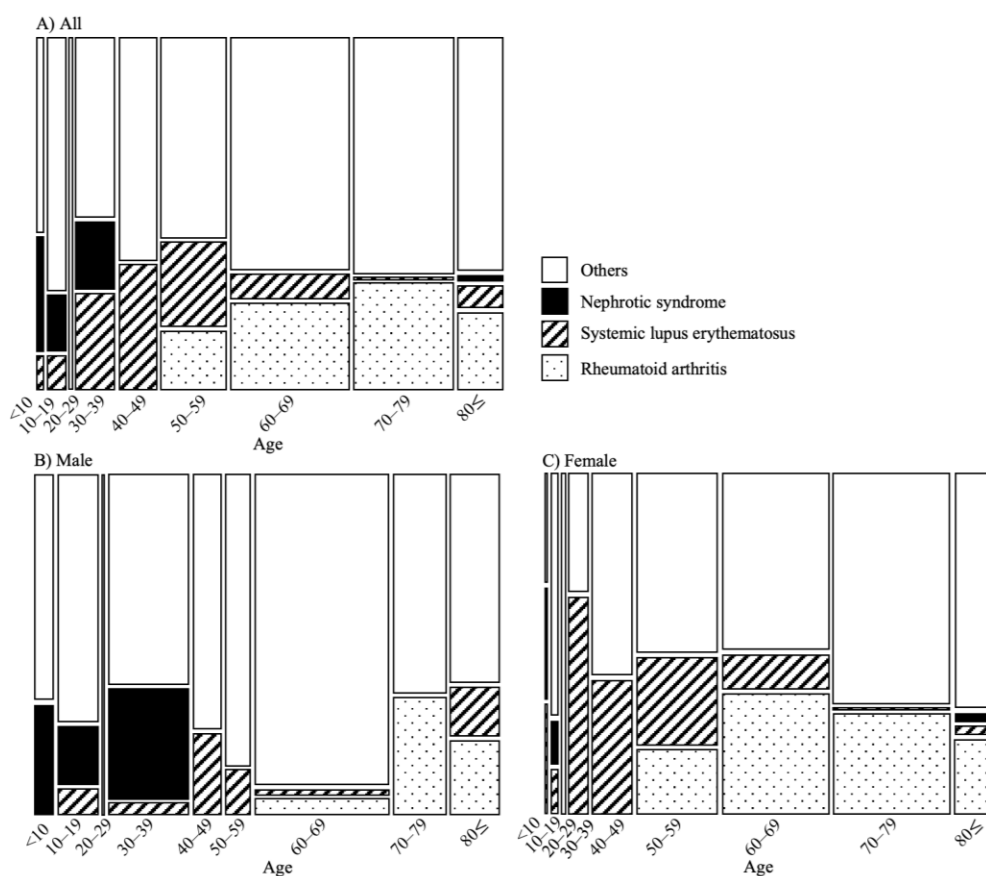 A) All
Others
Nephrotic syndrome
Systemic lupus erythematosus
Rheumatoid arthritis
<10
10–19
20–29
30–39
40–49
50–59
60–69
70–79
80≤
Age
B) Male
<10
10–19
20–29
30–39
40–49
50–59
60–69
70–79
80≤
Age
C) Female
<10
10–19
20–29
30–39
40–49
50–59
60–69
70–79
80≤
Age